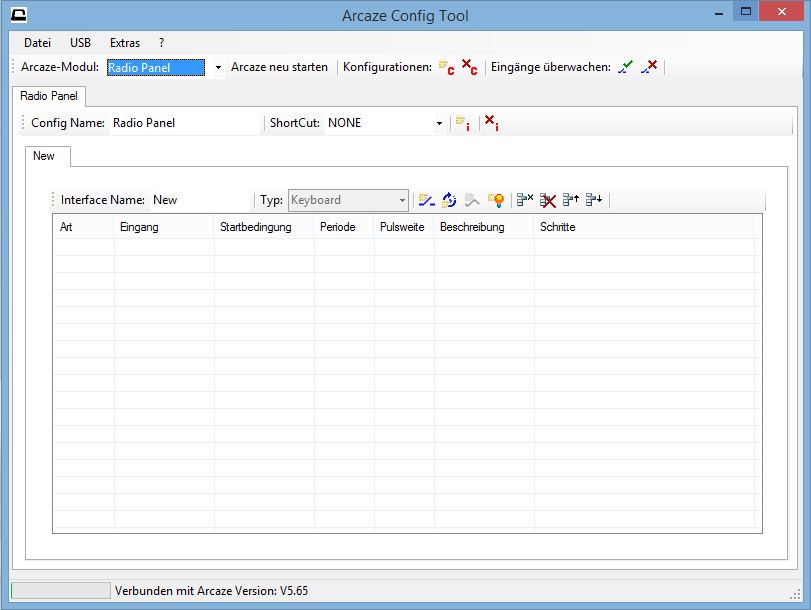 Arcaze Config Tool
Datei USB Extras ?
Arcaze-Modul: Radio Panel Arcaze neu starten Konfigurationen: c c Eingänge überwachen:
Radio Panel
Config Name: Radio Panel ShortCut: NONE i i
New
Interface Name: New Typ: Keyboard
Art Eingang Startbedingung Periode Pulsweite Beschreibung Schritte
Verbunden mit Arcaze Version: V5.65